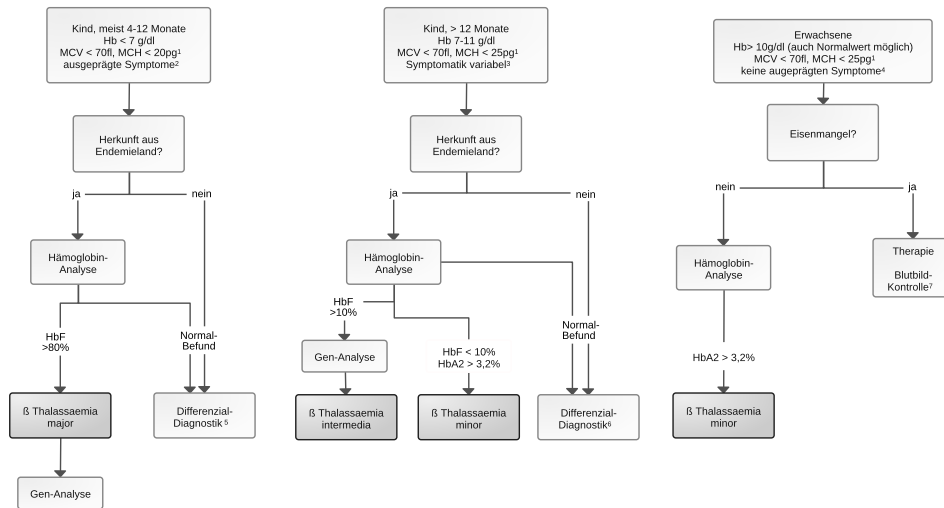 Kind, meist 4-12 Monate
Hb < 7 g/dl
MCV < 70fl, MCH < 20pg¹
ausgeprägte Symptome²
Herkunft aus
Endemieland?
ja
nein
Hämoglobin-
Analyse
HbF
>80%
Normal-
Befund
ß Thalassaemia
major
Differenzial-
Diagnostik ⁵
Gen-Analyse
Kind, > 12 Monate
Hb 7-11 g/dl
MCV < 70fl, MCH < 25pg¹
Symptomatik variabel³
Herkunft aus
Endemieland?
ja
nein
Hämoglobin-
Analyse
HbF
>10%
Gen-Analyse
HbF < 10%
HbA2 > 3,2%
Normal-
Befund
ß Thalassaemia
intermedia
ß Thalassaemia
minor
Differenzial-
Diagnostik⁶
Erwachsene
Hb> 10g/dl (auch Normalwert möglich)
MCV < 70fl, MCH < 25pg¹
keine augeprägten Symptome⁴
Eisenmangel?
nein
ja
Hämoglobin-
Analyse
Therapie
Blutbild-
Kontrolle⁷
HbA2 > 3,2%
ß Thalassaemia
minor